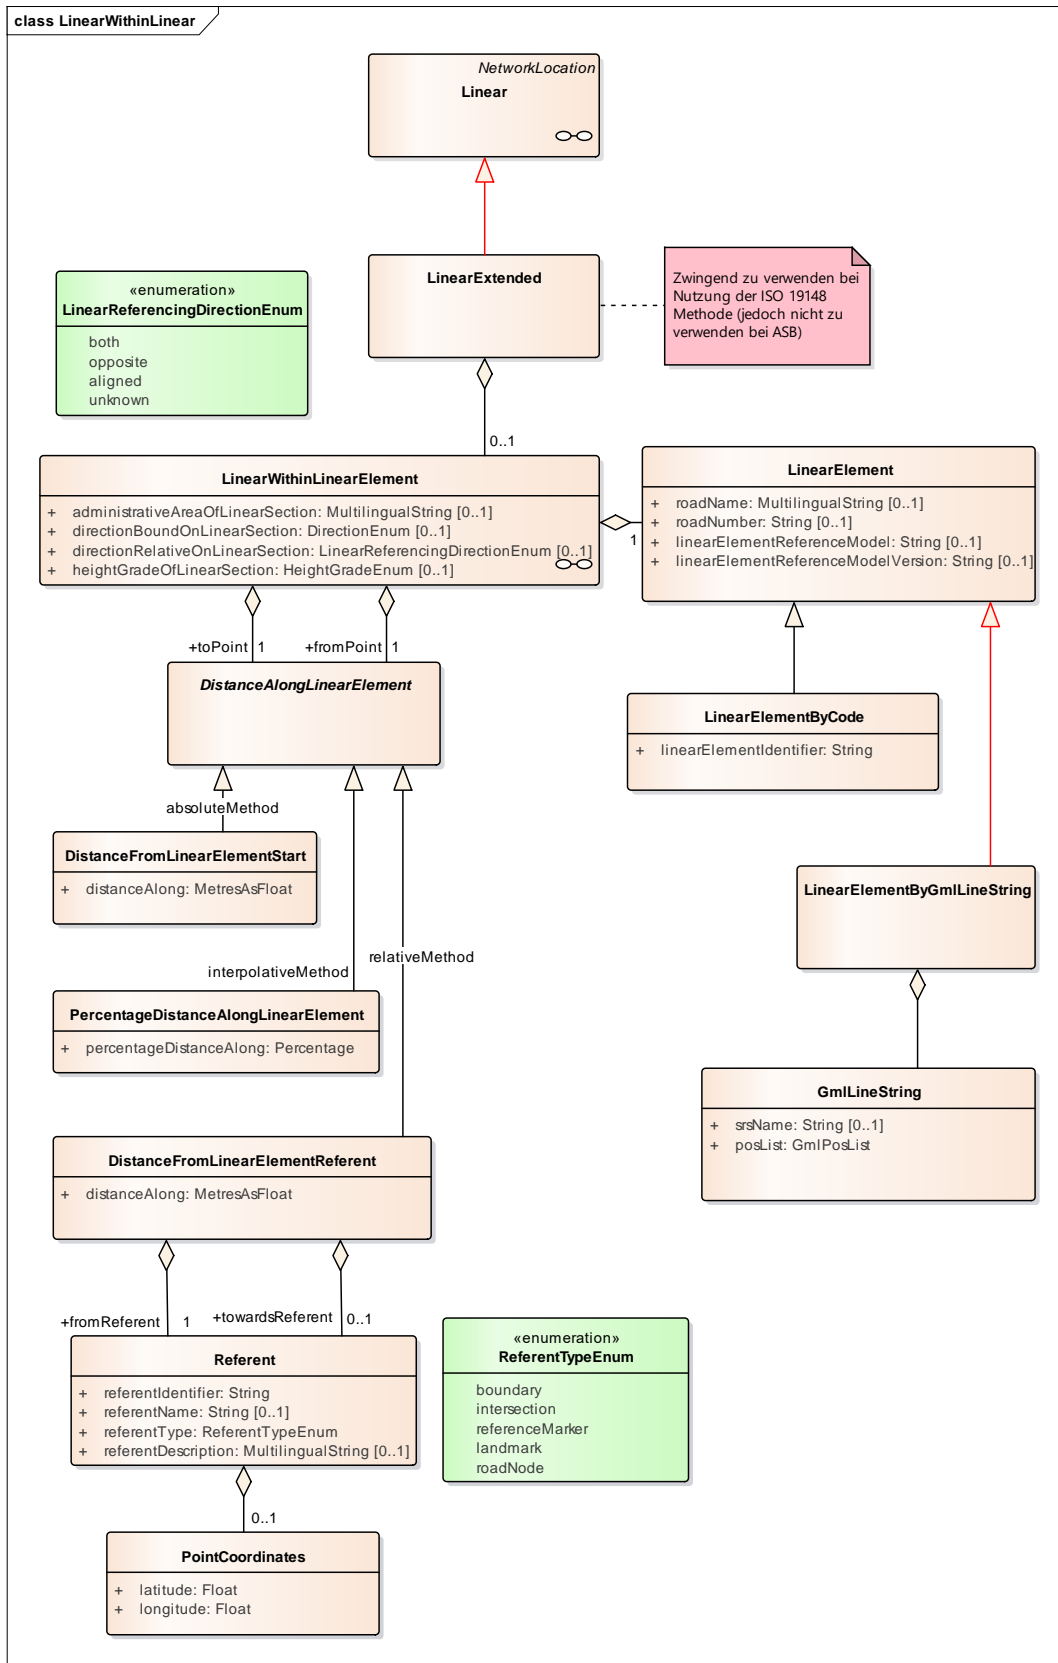 class LinearWithinLinear
NetworkLocation
Linear
LinearExtended
Zwingend zu verwenden bei
Nutzung der ISO 19148
Methode (jedoch nicht zu
verwenden bei ASB)
«enumeration»
LinearReferencingDirectionEnum
both
opposite
aligned
unknown
0..1
LinearWithinLinearElement
+ administrativeAreaOfLinearSection: MultilingualString [0..1]
+ directionBoundOnLinearSection: DirectionEnum [0..1]
+ directionRelativeOnLinearSection: LinearReferencingDirectionEnum [0..1]
+ heightGradeOfLinearSection: HeightGradeEnum [0..1]
1
LinearElement
+ roadName: MultilingualString [0..1]
+ roadNumber: String [0..1]
+ linearElementReferenceModel: String [0..1]
+ linearElementReferenceModelVersion: String [0..1]
+toPoint 1
+fromPoint 1
DistanceAlongLinearElement
LinearElementByCode
+ linearElementIdentifier: String
absoluteMethod
DistanceFromLinearElementStart
+ distanceAlong: MetresAsFloat
LinearElementByGmlLineString
relativeMethod
interpolativeMethod
PercentageDistanceAlongLinearElement
+ percentageDistanceAlong: Percentage
GmlLineString
+ srsName: String [0..1]
+ posList: GmlPosList
DistanceFromLinearElementReferent
+ distanceAlong: MetresAsFloat
+fromReferent 1
+towardsReferent 0..1
Referent
+ referentIdentifier: String
+ referentName: String [0..1]
+ referentType: ReferentTypeEnum
+ referentDescription: MultilingualString [0..1]
«enumeration»
ReferentTypeEnum
boundary
intersection
referenceMarker
landmark
roadNode
0..1
PointCoordinates
+ latitude: Float
+ longitude: Float